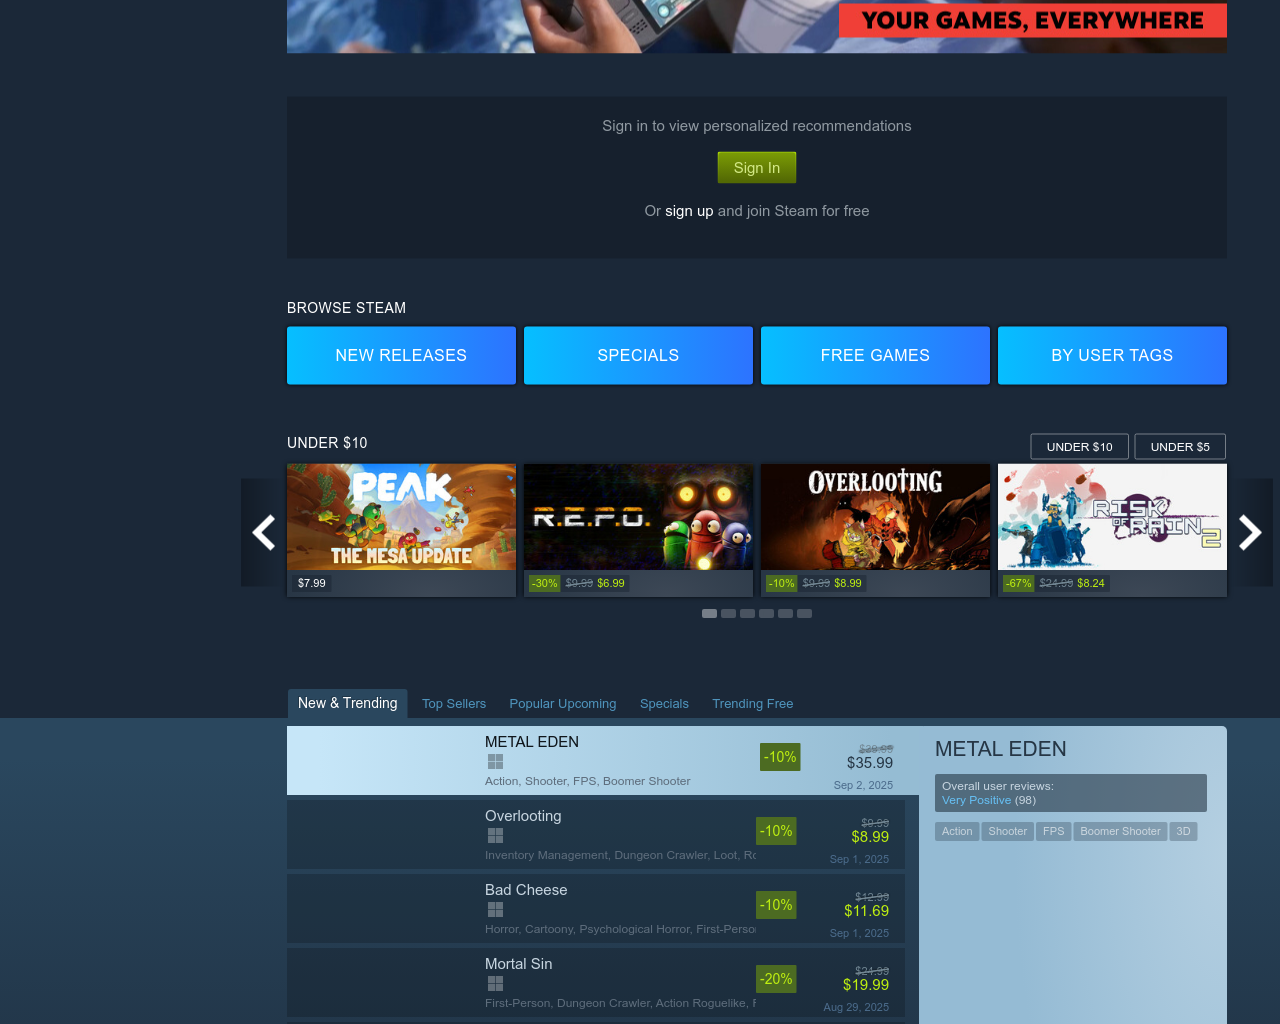 YOUR GAMES, EVERYWHERE
Sign in to view personalized recommendations
Sign In
Or sign up and join Steam for free
BROWSE STEAM
NEW RELEASES
SPECIALS
FREE GAMES
BY USER TAGS
UNDER $10
UNDER $10
UNDER $5
PEAK
THE MESA UPDATE
R.E.P.O.
OVERLOOTING
RISK
OF RAIN
2
$7.99
-30% $9.99 $6.99
-10% $9.99 $8.99
-67% $24.99 $8.24
New & Trending
Top Sellers
Popular Upcoming
Specials
Trending Free
METAL EDEN
-10%
$39.99
$35.99
Action, Shooter, FPS, Boomer Shooter
Sep 2, 2025
Overlooting
-10%
$9.99
$8.99
Inventory Management, Dungeon Crawler, Loot, Ro
Sep 1, 2025
Bad Cheese
-10%
$12.99
$11.69
Horror, Cartoony, Psychological Horror, First-Perso
Sep 1, 2025
Mortal Sin
-20%
$24.99
$19.99
First-Person, Dungeon Crawler, Action Roguelike, F
Aug 29, 2025
METAL EDEN
Overall user reviews:
Very Positive (98)
Action
Shooter
FPS
Boomer Shooter
3D